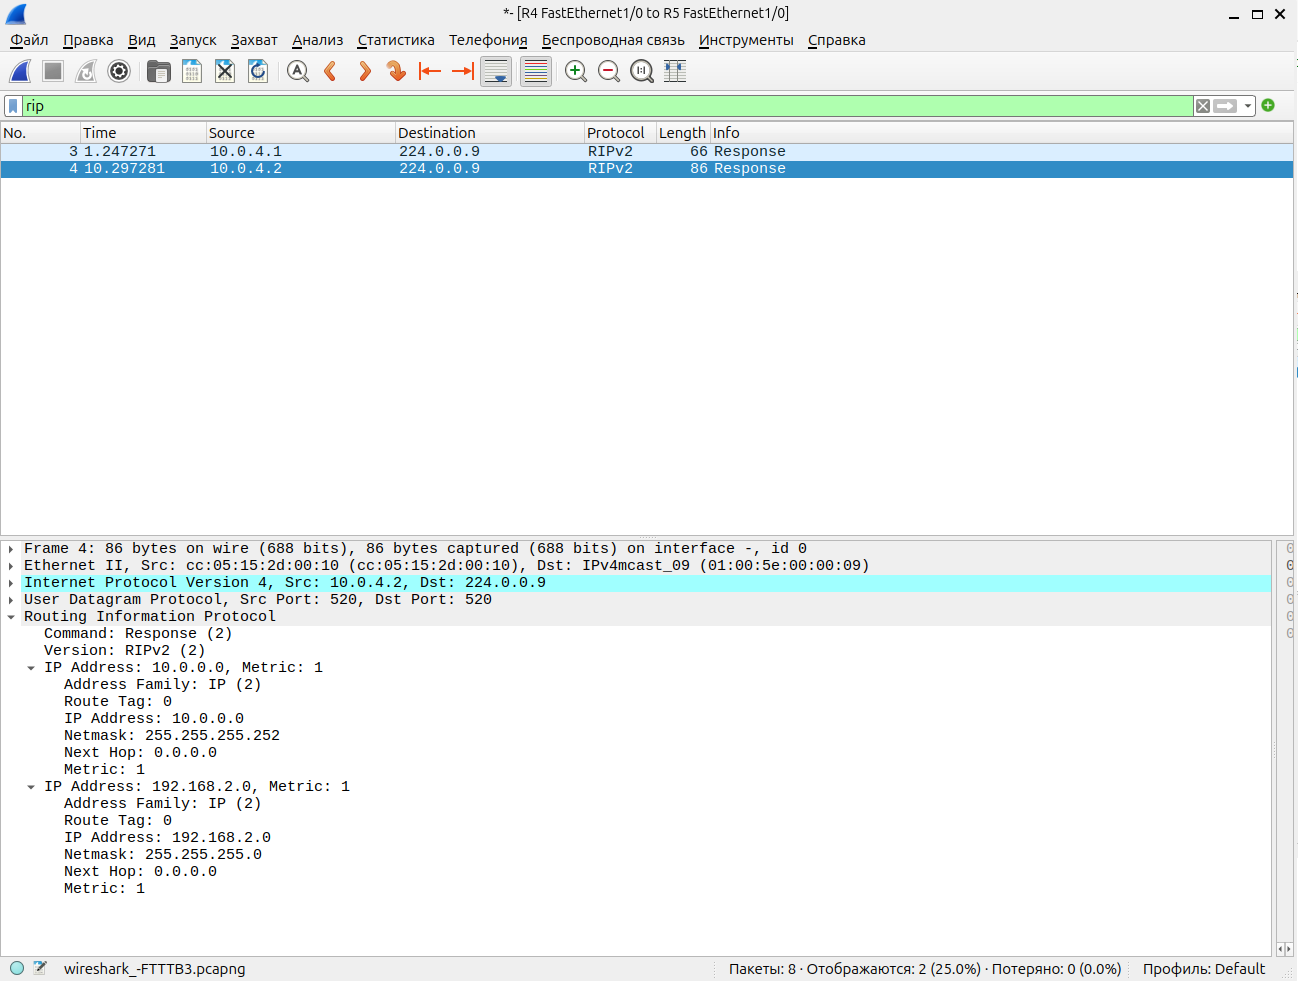 *- [R4 FastEthernet1/0 to R5 FastEthernet1/0]
Файл Правка Вид Запуск Захват Анализ Статистика Телефония Беспроводная связь Инструменты Справка
rip
No. Time Source Destination Protocol Length Info
3 1.247271 10.0.4.1 224.0.0.9 RIPv2 66 Response
4 10.297281 10.0.4.2 224.0.0.9 RIPv2 86 Response
Frame 4: 86 bytes on wire (688 bits), 86 bytes captured (688 bits) on interface -, id 0
Ethernet II, Src: cc:05:15:2d:00:10 (cc:05:15:2d:00:10), Dst: IPv4mcast_09 (01:00:5e:00:00:09)
Internet Protocol Version 4, Src: 10.0.4.2, Dst: 224.0.0.9
User Datagram Protocol, Src Port: 520, Dst Port: 520
Routing Information Protocol
Command: Response (2)
Version: RIPv2 (2)
IP Address: 10.0.0.0, Metric: 1
Address Family: IP (2)
Route Tag: 0
IP Address: 10.0.0.0
Netmask: 255.255.255.252
Next Hop: 0.0.0.0
Metric: 1
IP Address: 192.168.2.0, Metric: 1
Address Family: IP (2)
Route Tag: 0
IP Address: 192.168.2.0
Netmask: 255.255.255.0
Next Hop: 0.0.0.0
Metric: 1
0
0
0
0
0
0
wireshark_-FTTTB3.pcapng Пакеты: 8 · Отображаются: 2 (25.0%) · Потеряно: 0 (0.0%) Профиль: Default